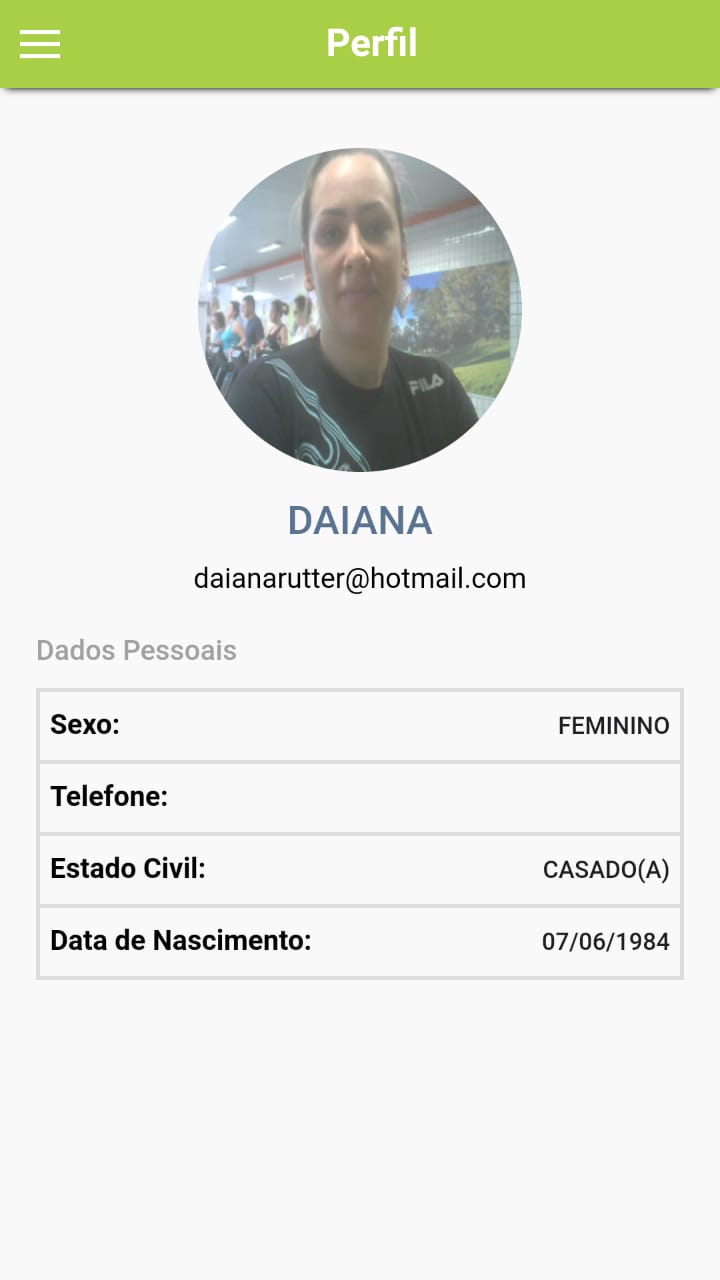 Perfil
FILA
DAIANA
daianarutter@hotmail.com
Dados Pessoais
Sexo: FEMININO
Telefone:
Estado Civil: CASADO(A)
Data de Nascimento: 07/06/1984